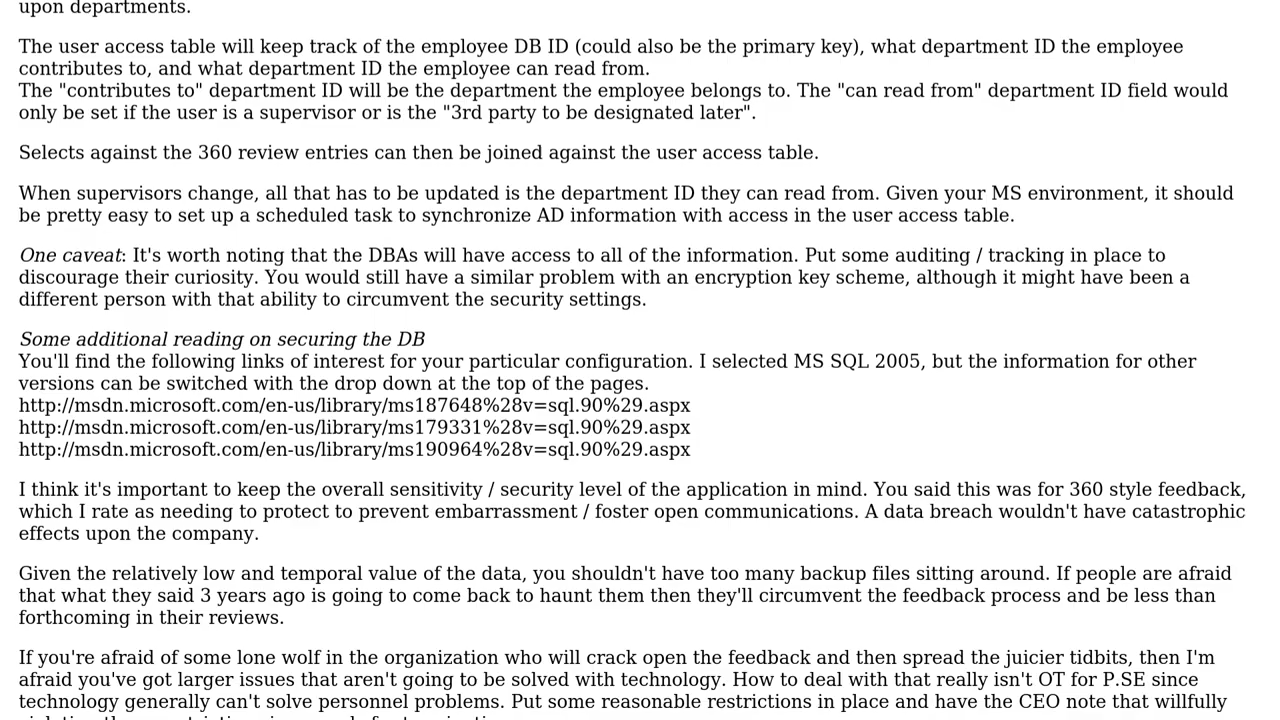 upon departments.
The user access table will keep track of the employee DB ID (could also be the primary key), what department ID the employee
contributes to, and what department ID the employee can read from.
The "contributes to" department ID will be the department the employee belongs to. The "can read from" department ID field would
only be set if the user is a supervisor or is the "3rd party to be designated later".
Selects against the 360 review entries can then be joined against the user access table.
When supervisors change, all that has to be updated is the department ID they can read from. Given your MS environment, it should
be pretty easy to set up a scheduled task to synchronize AD information with access in the user access table.
One caveat: It's worth noting that the DBAs will have access to all of the information. Put some auditing / tracking in place to
discourage their curiosity. You would still have a similar problem with an encryption key scheme, although it might have been a
different person with that ability to circumvent the security settings.
Some additional reading on securing the DB
You'll find the following links of interest for your particular configuration. I selected MS SQL 2005, but the information for other
versions can be switched with the drop down at the top of the pages.
http://msdn.microsoft.com/en-us/library/ms187648%28v=sql.90%29.aspx
http://msdn.microsoft.com/en-us/library/ms179331%28v=sql.90%29.aspx
http://msdn.microsoft.com/en-us/library/ms190964%28v=sql.90%29.aspx
I think it's important to keep the overall sensitivity / security level of the application in mind. You said this was for 360 style feedback,
which I rate as needing to protect to prevent embarrassment / foster open communications. A data breach wouldn't have catastrophic
effects upon the company.
Given the relatively low and temporal value of the data, you shouldn't have too many backup files sitting around. If people are afraid
that what they said 3 years ago is going to come back to haunt them then they'll circumvent the feedback process and be less than
forthcoming in their reviews.
If you're afraid of some lone wolf in the organization who will crack open the feedback and then spread the juicier tidbits, then I'm
afraid you've got larger issues that aren't going to be solved with technology. How to deal with that really isn't OT for P.SE since
technology generally can't solve personnel problems. Put some reasonable restrictions in place and have the CEO note that willfully